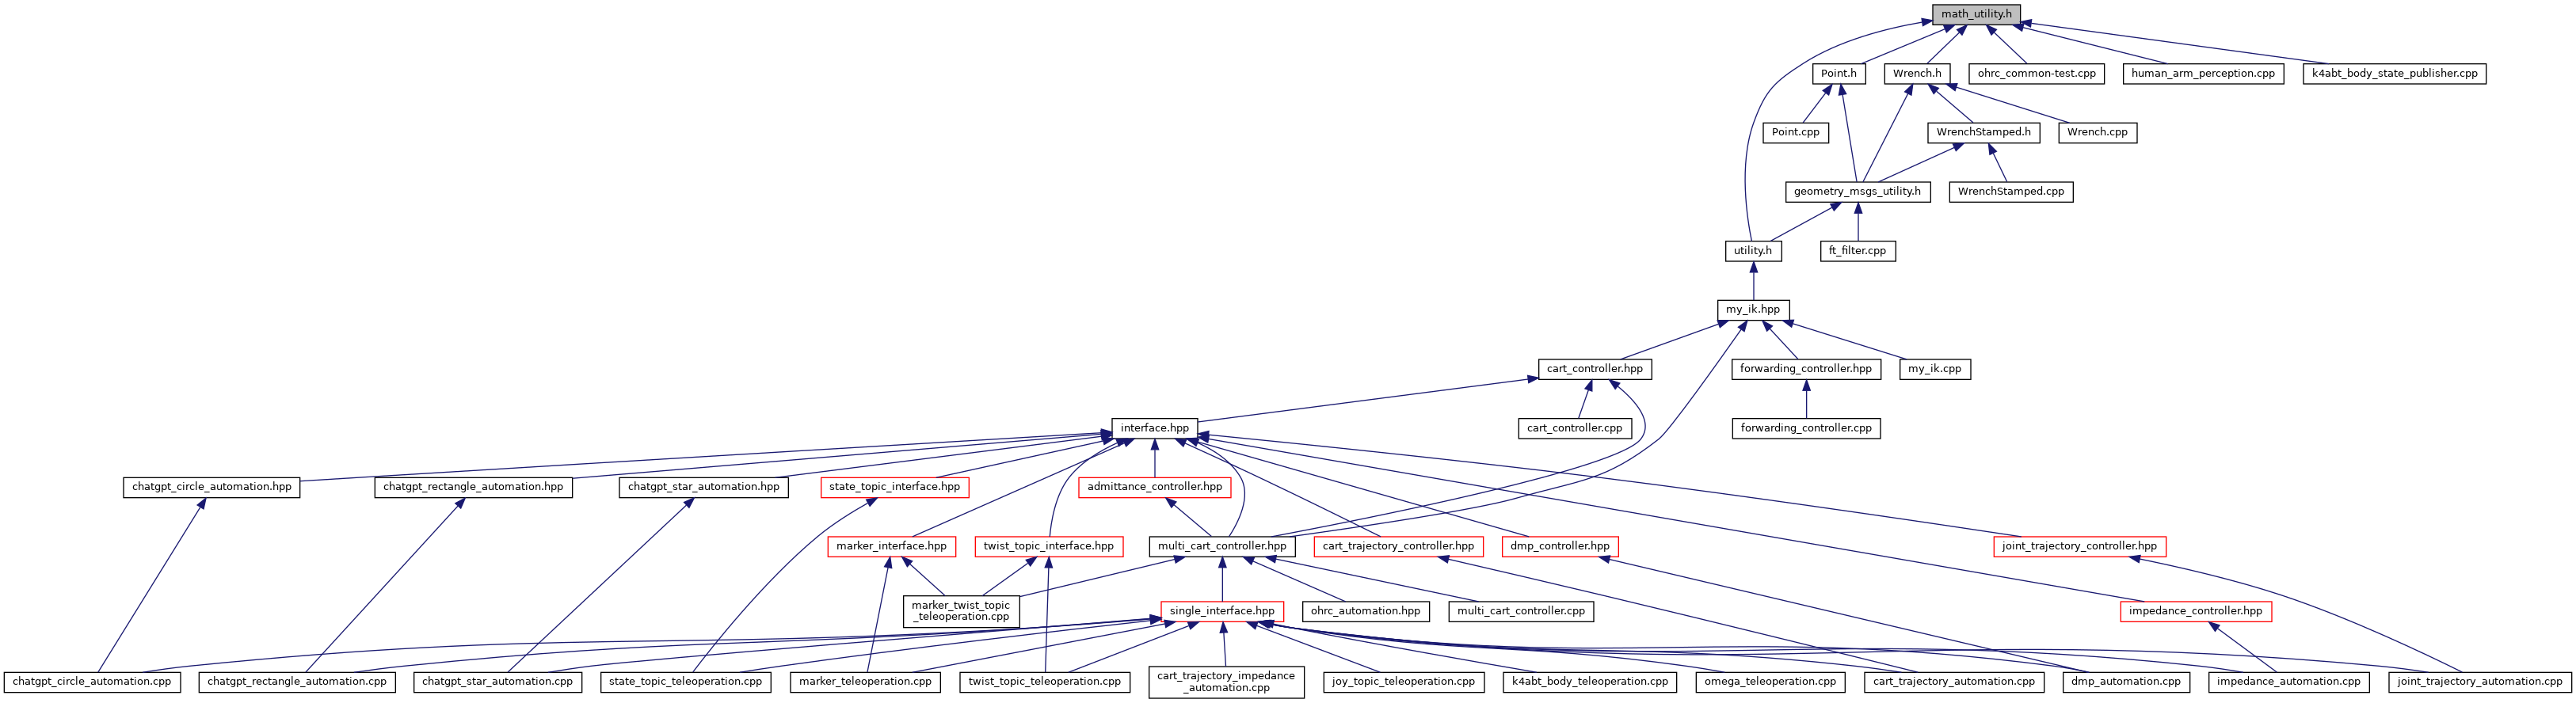 math_utility.h
Point.h
Wrench.h
ohrc_common-test.cpp
human_arm_perception.cpp
k4abt_body_state_publisher.cpp
Point.cpp
WrenchStamped.h
Wrench.cpp
geometry_msgs_utility.h
WrenchStamped.cpp
utility.h
ft_filter.cpp
my_ik.hpp
cart_controller.hpp
forwarding_controller.hpp
my_ik.cpp
interface.hpp
cart_controller.cpp
forwarding_controller.cpp
chatgpt_circle_automation.hpp
chatgpt_rectangle_automation.hpp
chatgpt_star_automation.hpp
state_topic_interface.hpp
admittance_controller.hpp
marker_interface.hpp
twist_topic_interface.hpp
multi_cart_controller.hpp
cart_trajectory_controller.hpp
dmp_controller.hpp
joint_trajectory_controller.hpp
marker_twist_topic
_teleoperation.cpp
single_interface.hpp
ohrc_automation.hpp
multi_cart_controller.cpp
impedance_controller.hpp
chatgpt_circle_automation.cpp
chatgpt_rectangle_automation.cpp
chatgpt_star_automation.cpp
state_topic_teleoperation.cpp
marker_teleoperation.cpp
twist_topic_teleoperation.cpp
cart_trajectory_impedance
_automation.cpp
joy_topic_teleoperation.cpp
k4abt_body_teleoperation.cpp
omega_teleoperation.cpp
cart_trajectory_automation.cpp
dmp_automation.cpp
impedance_automation.cpp
joint_trajectory_automation.cpp